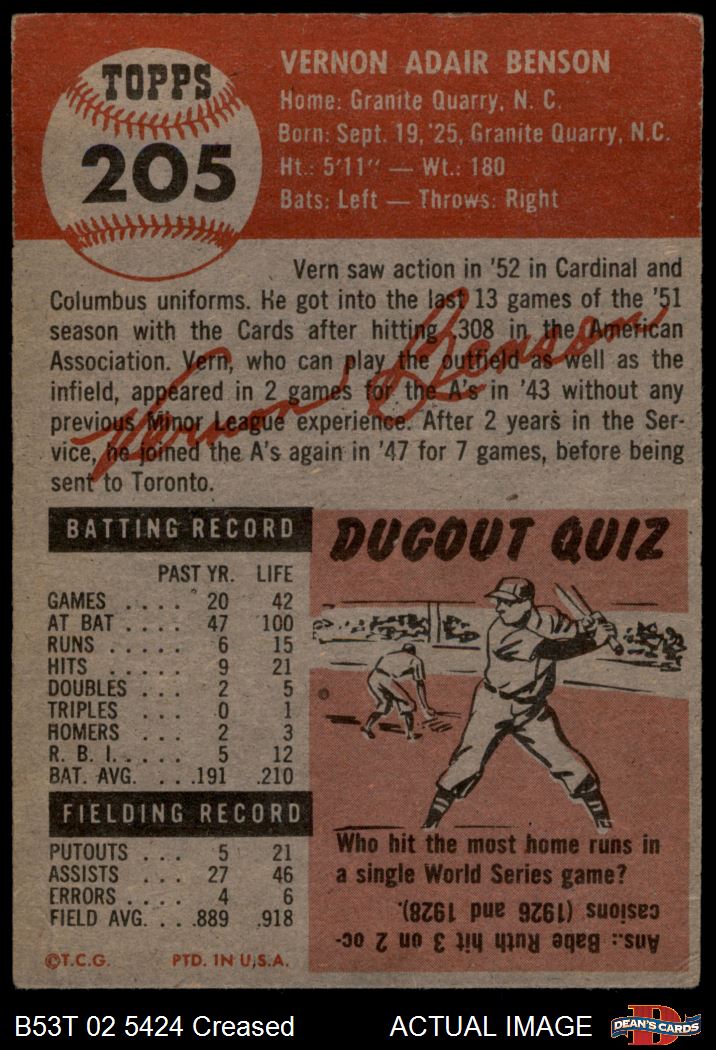 TOPPS
205
VERNON ADAIR BENSON
Home: Granite Quarry, N. C.
Born: Sept. 19, '25, Granite Quarry, N.C.
Ht.: 5'11" — Wt.: 180
Bats: Left — Throws: Right
Vern saw action in '52 in Cardinal and
Columbus uniforms. He got into the last 13 games of the '51
season with the Cards after hitting .308 in the American
Association. Vern, who can play the outfield as well as the
infield, appeared in 2 games for the A's in '43 without any
previous Minor League experience. After 2 years in the Ser-
vice, he joined the A's again in '47 for 7 games, before being
sent to Toronto.
Vernon Benson
BATTING RECORD
PAST YR. LIFE
GAMES .... 20 42
AT BAT .... 47 100
RUNS ..... 6 15
HITS ..... 9 21
DOUBLES ... 2 5
TRIPLES ... 0 1
HOMERS ... 2 3
R. B. I. .... 5 12
BAT. AVG. ... .191 .210
FIELDING RECORD
PUTOUTS ... 5 21
ASSISTS ... 27 46
ERRORS ... 4 6
FIELD AVG. ... .889 .918
©T.C.G. PTD. IN U.S.A.
DUGOUT QUIZ
Who hit the most home runs in
a single World Series game?
Ans.: Babe Ruth hit 3 on 2 oc-
casions (1926 and 1928).
B53T 02 5424 Creased
ACTUAL IMAGE
D
DEAN'S CARDS